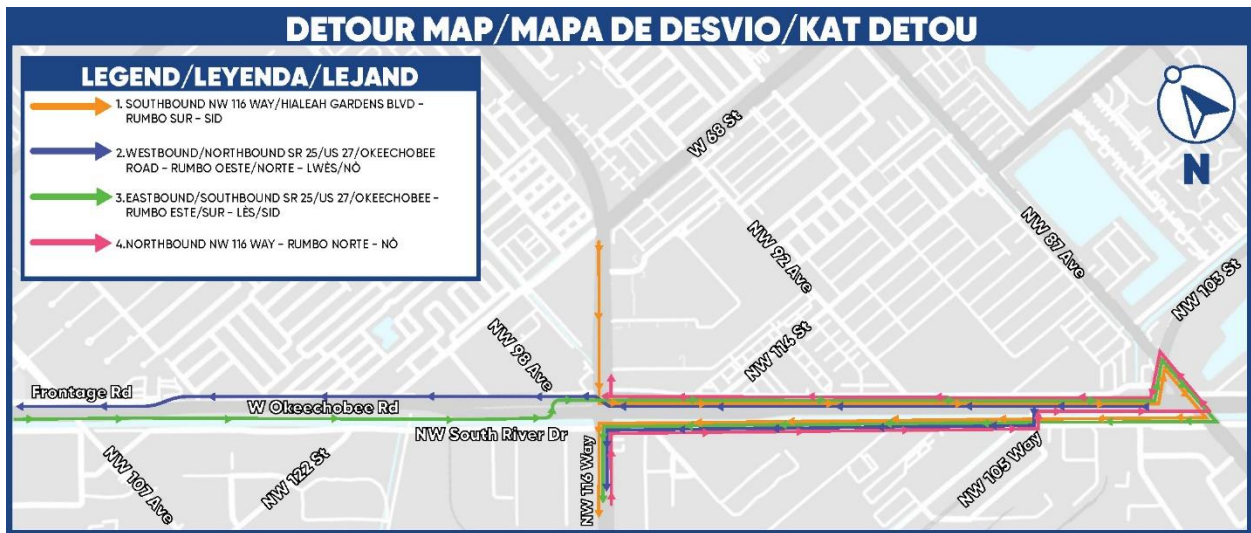 DETOUR MAP/MAPA DE DESVIO/KAT DETOU
LEGEND/LEYENDA/LEJAND
1. SOUTHBOUND NW 116 WAY/HIALEAH GARDENS BLVD –
RUMBO SUR – SID
2.WESTBOUND/NORTHBOUND SR 25/US 27/OKEECHOBEE
ROAD – RUMBO OESTE/NORTE – LWÈS/NÒ
3.EASTBOUND/SOUTHBOUND SR 25/US 27/OKEECHOBEE –
RUMBO ESTE/SUR – LÈS/SID
4.NORTHBOUND NW 116 WAY – RUMBO NORTE – NÒ
N
W 68 St
NW 92 Ave
NW 87 Ave
NW 103 St
NW 98 Ave
NW 114 St
Frontage Rd
W Okeechobee Rd
NW South River Dr
NW 107 Ave
NW 122 St
NW 116 Way
NW 105 Way